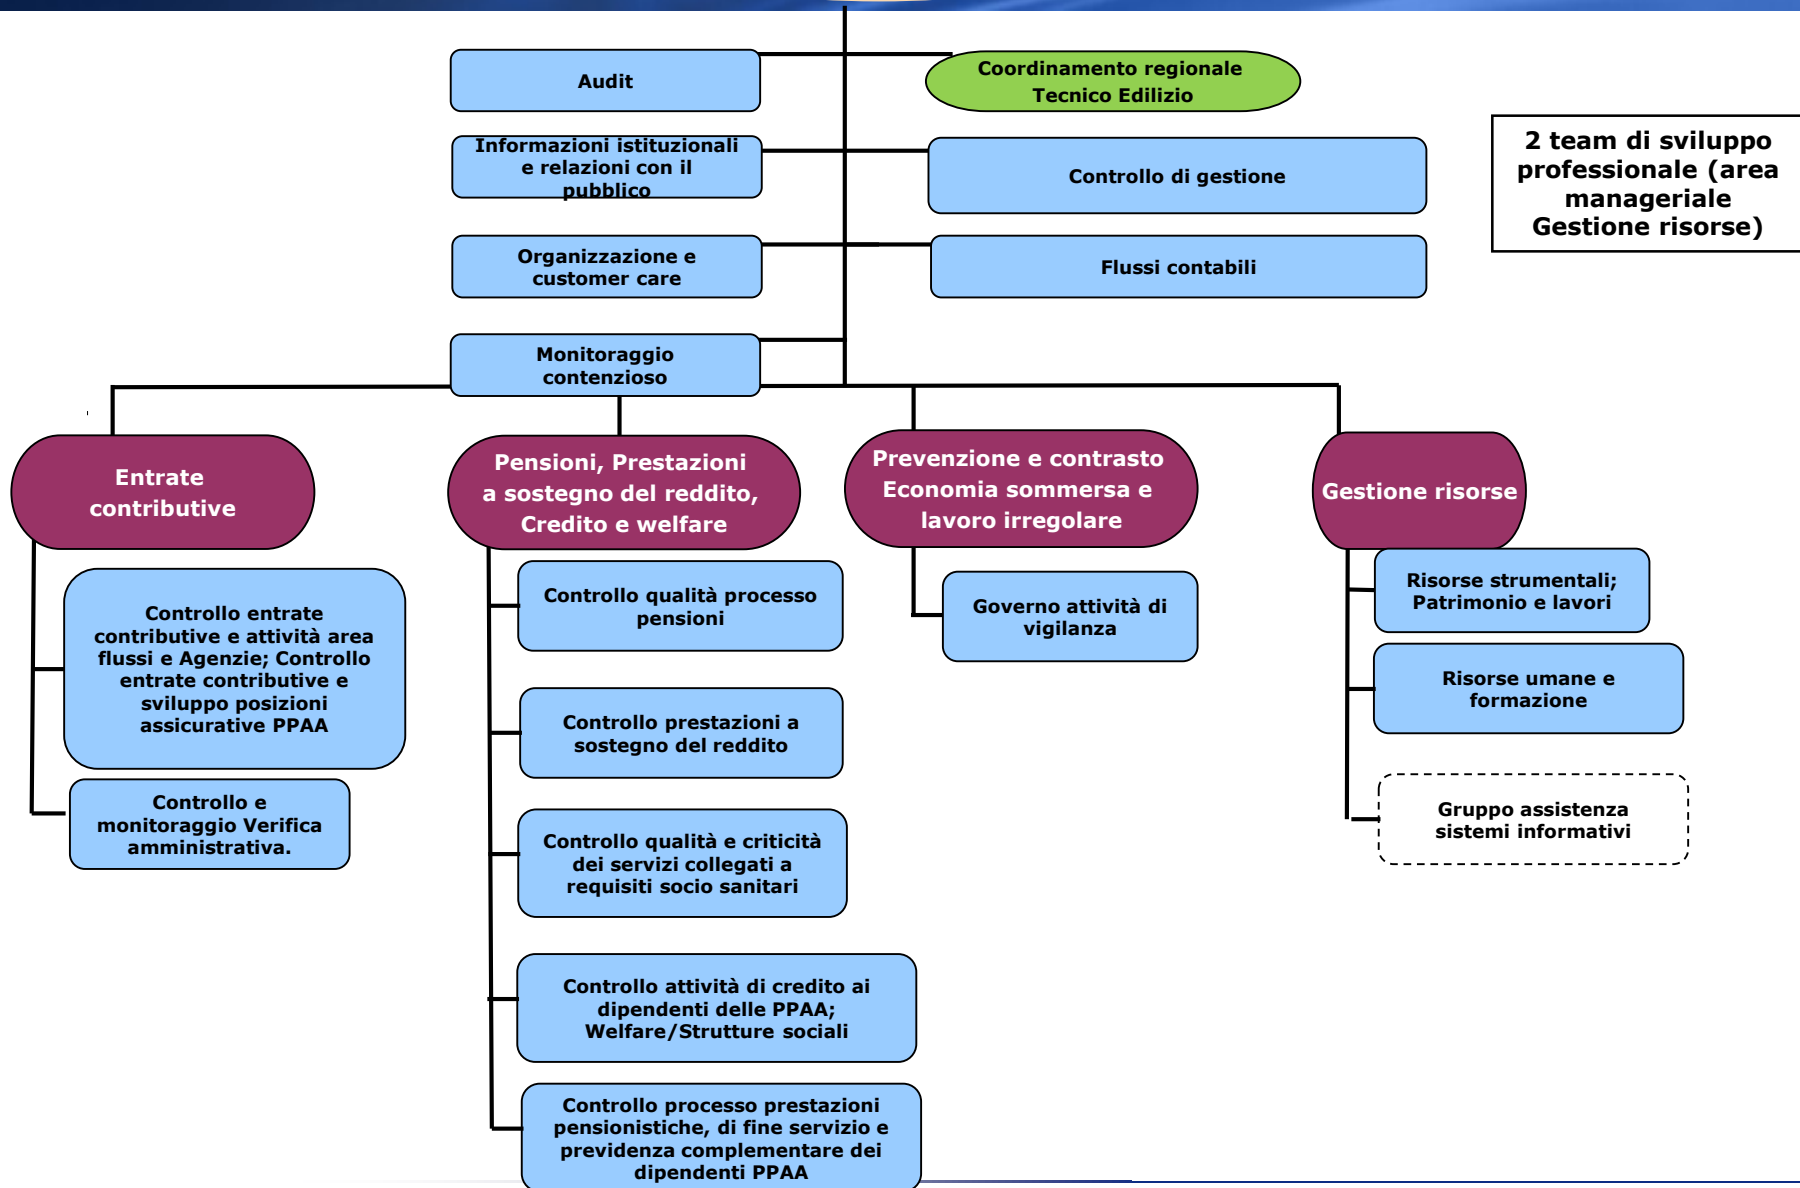 Audit
Coordinamento regionale
Tecnico Edilizio
Informazioni istituzionali
e relazioni con il
pubblico
Controllo di gestione
2 team di sviluppo
professionale (area
manageriale
Gestione risorse)
Organizzazione e
customer care
Flussi contabili
Monitoraggio
contenzioso
Entrate
contributive
Pensioni, Prestazioni
a sostegno del reddito,
Credito e welfare
Prevenzione e contrasto
Economia sommersa e
lavoro irregolare
Gestione risorse
Controllo entrate
contributive e attività area
flussi e Agenzie; Controllo
entrate contributive e
sviluppo posizioni
assicurative PPAA
Controllo e
monitoraggio Verifica
amministrativa.
Controllo qualità processo
pensioni
Controllo prestazioni a
sostegno del reddito
Controllo qualità e criticità
dei servizi collegati a
requisiti socio sanitari
Controllo attività di credito ai
dipendenti delle PPAA;
Welfare/Strutture sociali
Controllo processo prestazioni
pensionistiche, di fine servizio e
previdenza complementare dei
dipendenti PPAA
Governo attività di
vigilanza
Risorse strumentali;
Patrimonio e lavori
Risorse umane e
formazione
Gruppo assistenza
sistemi informativi